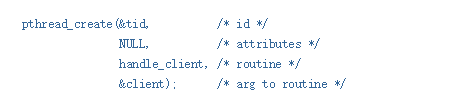 pthread_create(&tid, /* id */
NULL, /* attributes */
handle_client, /* routine */
&client); /* arg to routine */